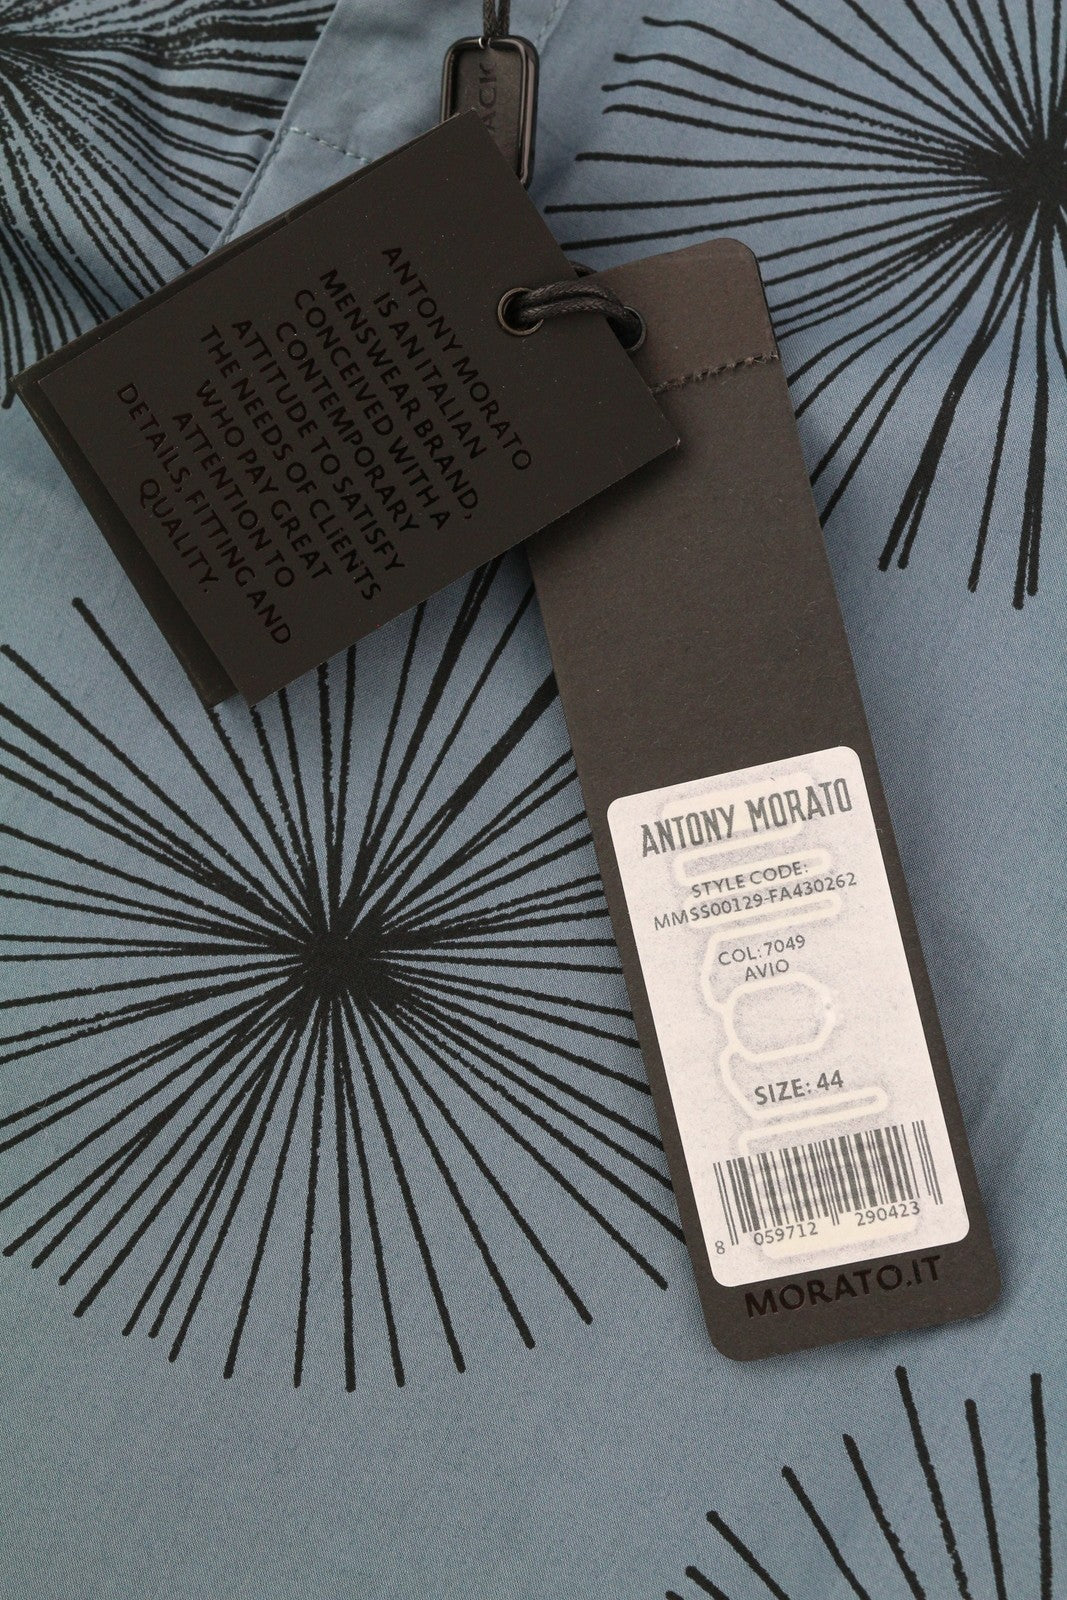 ANTONY MORATO
IS AN ITALIAN
MENSWEAR BRAND,
CONCEIVED WITH A
CONTEMPORARY
ATTITUDE TO SATISFY
THE NEEDS OF CLIENTS
WHO PAY GREAT
ATTENTION TO
DETAILS, FITTING AND
QUALITY.
ANTONY MORATO
STYLE CODE:
MMSS00129-FA430262
COL:7049
AVIO
SIZE: 44
8 059712 290423
MORATO.IT